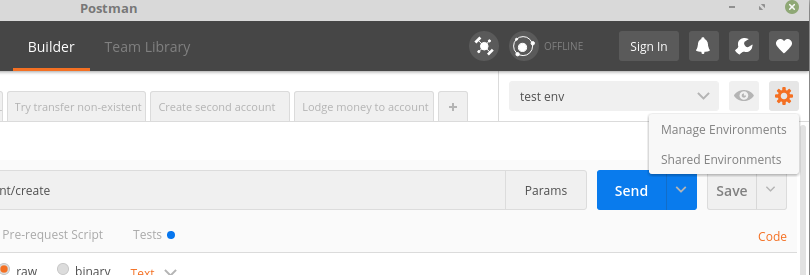 Postman
Builder
Team Library
OFFLINE
Sign In
Try transfer non-existent
Create second account
Lodge money to account
+
test env
Manage Environments
Shared Environments
nt/create
Params
Send
Save
Pre-request Script
Tests
Code
raw
binary
Text